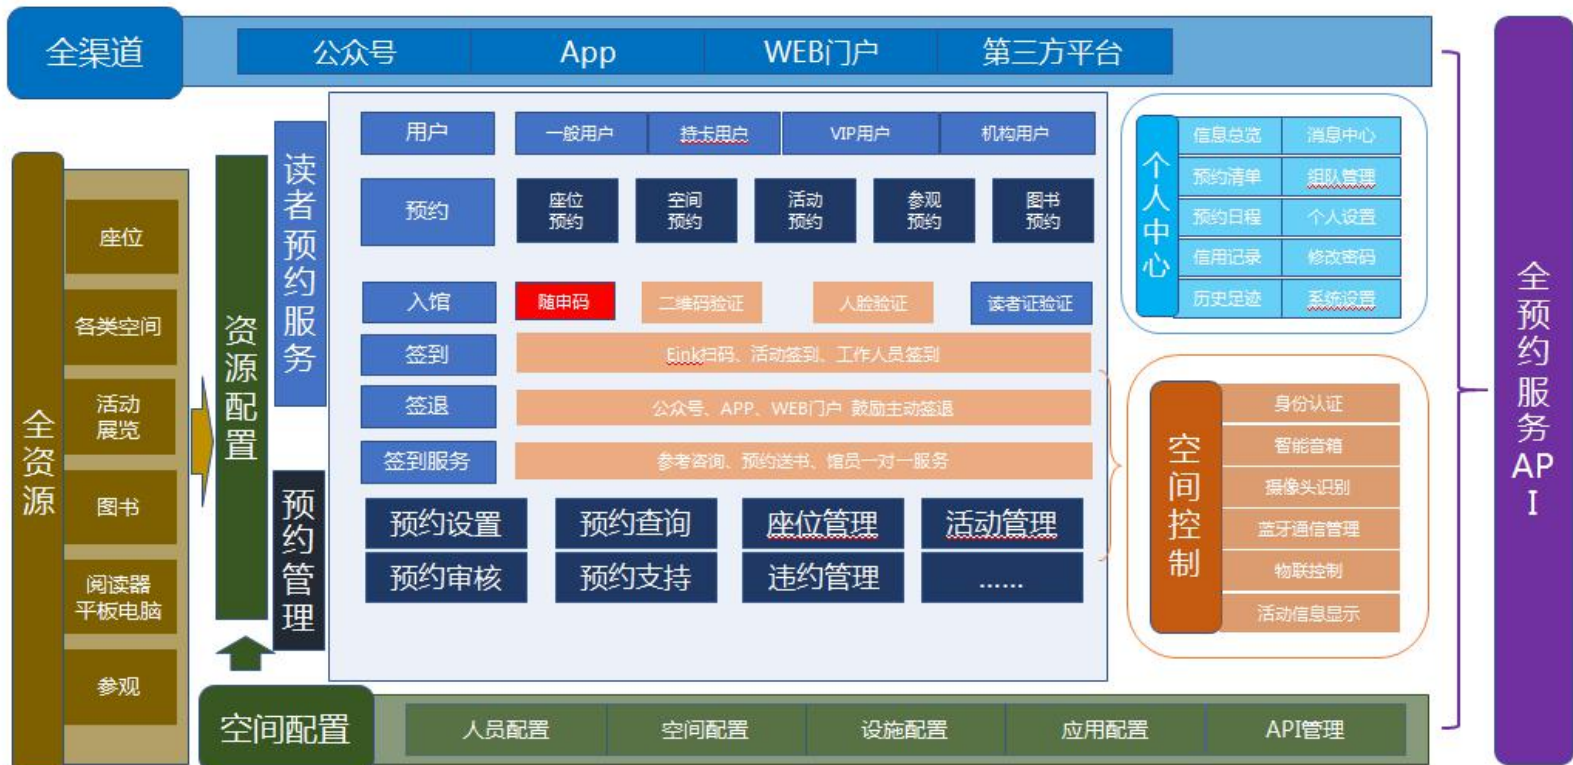 全渠道
公众号
App
WEB门户
第三方平台
全资源
座位
各类空间
活动
展览
图书
阅读器
平板电脑
参观
资源配置
读者预约服务
用户
一般用户
持卡用户
VIP用户
机构用户
预约
座位
预约
空间
预约
活动
预约
参观
预约
图书
预约
入馆
随申码
二维码验证
人脸验证
读者证验证
签到
Eink扫码、活动签到、工作人员签到
签退
公众号、APP、WEB门户 鼓励主动签退
签到服务
参考咨询、预约送书、馆员一对一服务
预约管理
预约设置
预约查询
座位管理
活动管理
预约审核
预约支持
违约管理
……
个人中心
信息总览
消息中心
预约清单
组队管理
预约日程
个人设置
信用记录
修改密码
历史足迹
系统设置
空间控制
身份认证
智能音箱
摄像头识别
蓝牙通信管理
物联控制
活动信息显示
空间配置
人员配置
空间配置
设施配置
应用配置
API管理
全预约服务API